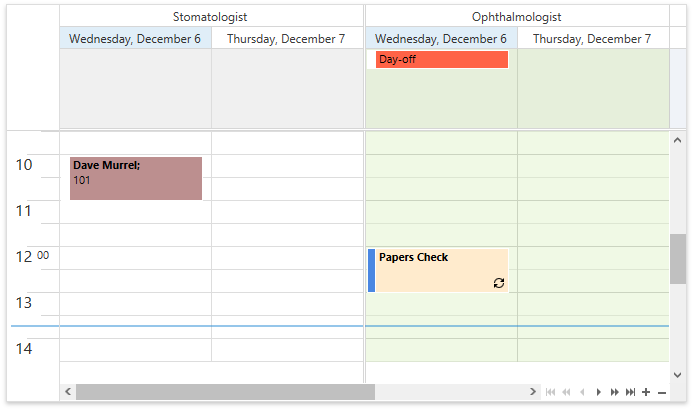 Stomatologist
Ophthalmologist
Wednesday, December 6
Thursday, December 7
Wednesday, December 6
Thursday, December 7
Day-off
10
Dave Murrel;
101
11
12 00
Papers Check
13
14